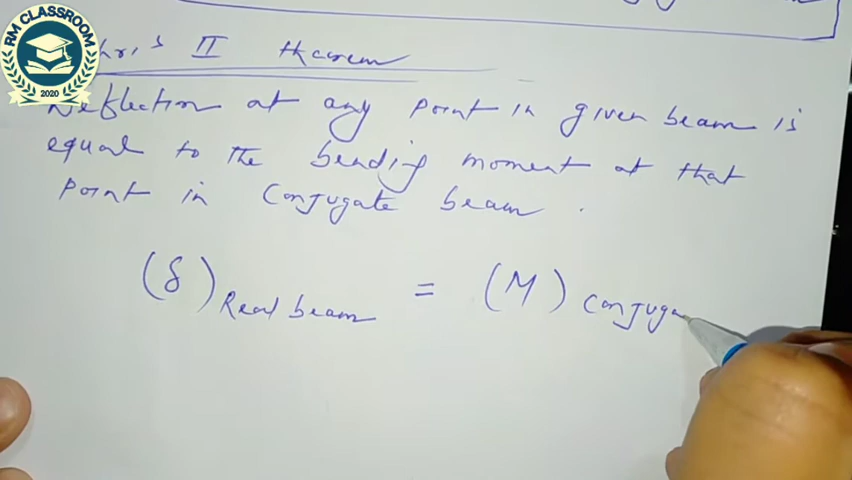 RM CLASSROOM
2020
hr's II theorem
Deflection at any point in given beam is
equal to the bending moment at that
point in Conjugate beam.
(δ) Real beam = (M) Conjuga